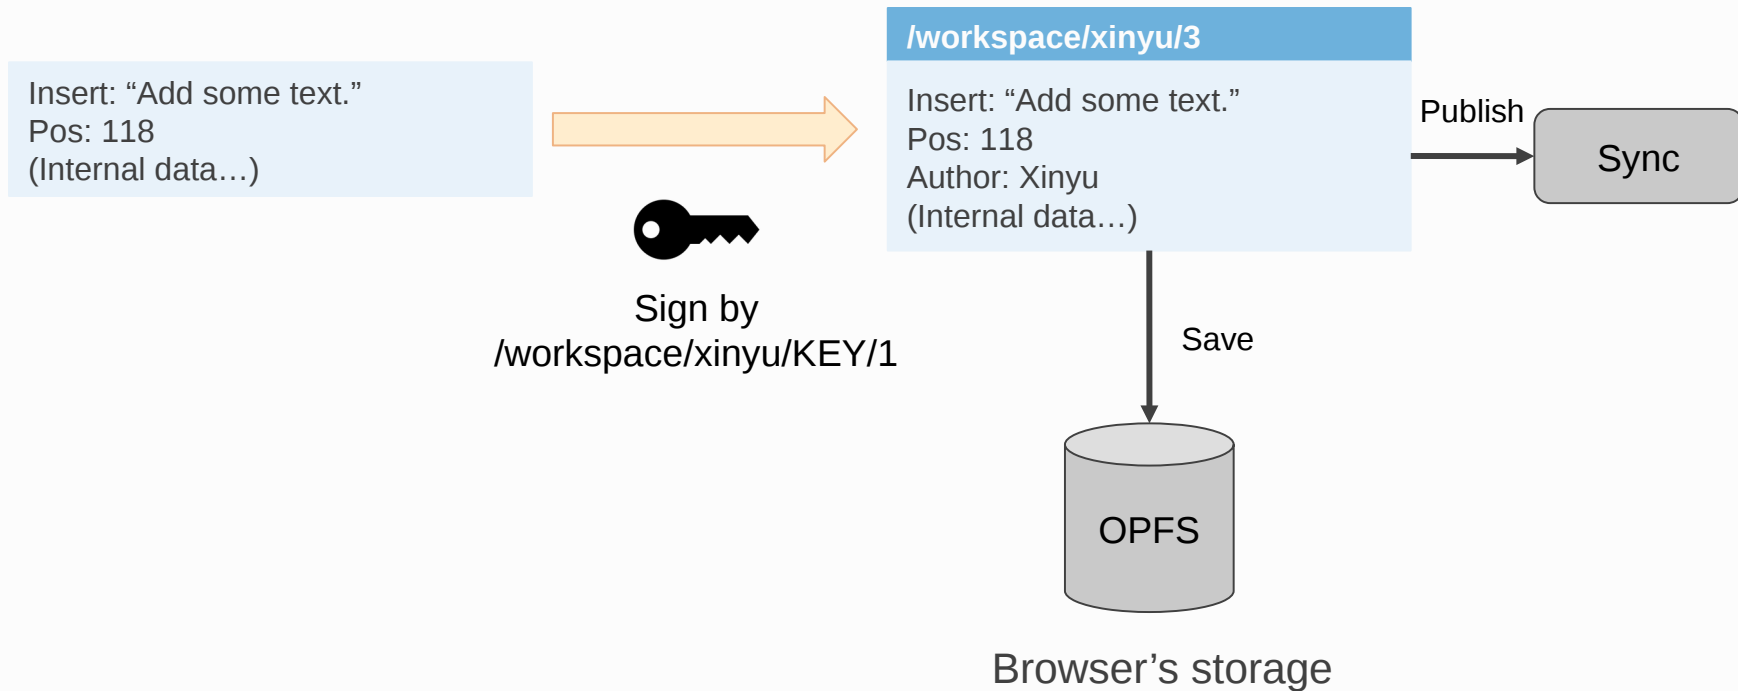 Insert: “Add some text.”
Pos: 118
(Internal data…)
Sign by
/workspace/xinyu/KEY/1
/workspace/xinyu/3
Insert: “Add some text.”
Pos: 118
Author: Xinyu
(Internal data…)
Publish
Sync
Save
OPFS
Browser’s storage